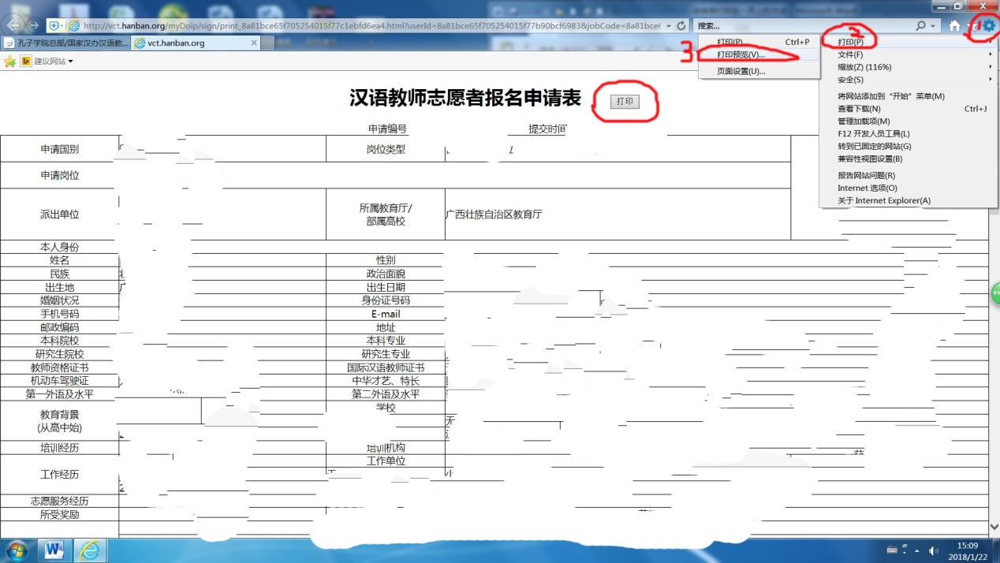 http://vct.hanban.org/myDoip/sign/print_8a81bce65f705254015f77c1ebfd6ea4.html?userId=8a81bce65f705254015f77b90bcf6983&jobCode=8a81bce6
搜索...
孔子学院总部/国家汉办汉语教...
vct.hanban.org
建议网站
打印(P) Ctrl+P
打印预览(V)...
页面设置(U)...
3
2
1
打印(P)
文件(F)
缩放(Z) (116%)
安全(S)
将网站添加到“开始”菜单(M)
查看下载(N) Ctrl+J
管理加载项(M)
F12 开发人员工具(L)
转到已固定的网站(G)
兼容性视图设置(B)
报告网站问题(R)
Internet 选项(O)
关于 Internet Explorer(A)
汉语教师志愿者报名申请表 打印
申请编号 提交时间
申请国别 岗位类型
申请岗位
派出单位 所属教育厅/
部属高校 广西壮族自治区教育厅
本人身份
姓名 性别
民族 政治面貌
出生地 出生日期
婚姻状况 身份证号码
手机号码 E-mail
邮政编码 地址
本科院校 本科专业
研究生院校 研究生专业
教师资格证书 国际汉语教师证书
机动车驾驶证 中华才艺、特长
第一外语及水平 第二外语及水平
教育背景
(从高中始) 学校
无
培训经历 培训机构
工作经历 工作单位
志愿服务经历
所受奖励
15:09
2018/1/22